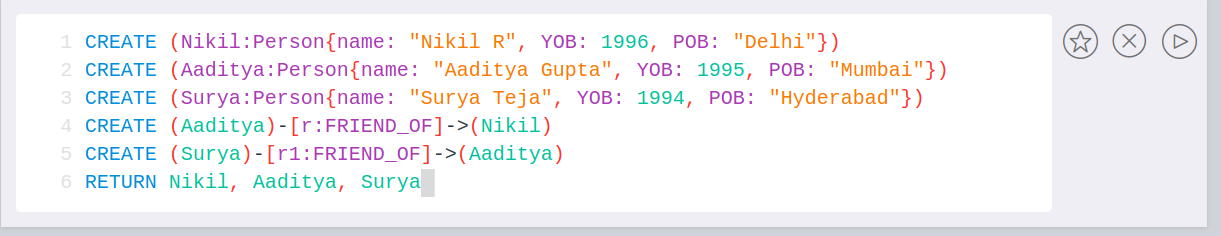 1 CREATE (Nikil:Person{name: "Nikil R", YOB: 1996, POB: "Delhi"})
2 CREATE (Aaditya:Person{name: "Aaditya Gupta", YOB: 1995, POB: "Mumbai"})
3 CREATE (Surya:Person{name: "Surya Teja", YOB: 1994, POB: "Hyderabad"})
4 CREATE (Aaditya)-[r:FRIEND_OF]->(Nikil)
5 CREATE (Surya)-[r1:FRIEND_OF]->(Aaditya)
6 RETURN Nikil, Aaditya, Surya